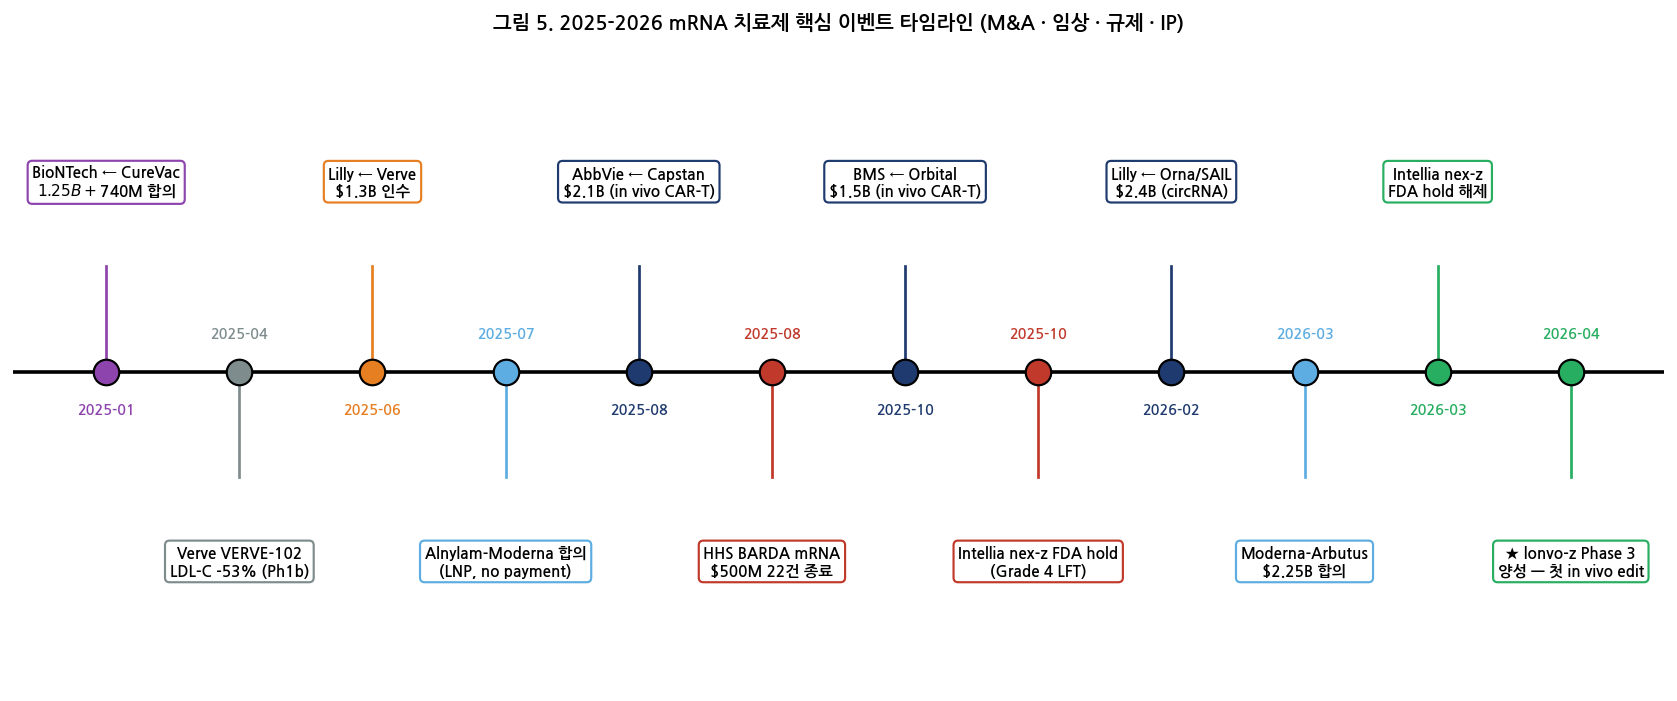 그림 5. 2025-2026 mRNA 치료제 핵심 이벤트 타임라인 (M&A · 임상 · 규제 · IP)
BioNTech ← CureVac
1.25B + 740M 합의
Lilly ← Verve
$1.3B 인수
AbbVie ← Capstan
$2.1B (in vivo CAR-T)
BMS ← Orbital
$1.5B (in vivo CAR-T)
Lilly ← Orna/SAIL
$2.4B (circRNA)
Intellia nex-z
FDA hold 해제
2025-04
2025-07
2025-08
2025-10
2026-03
2026-04
2025-01
2025-06
2025-08
2025-10
2026-02
2026-03
Verve VERVE-102
LDL-C -53% (Ph1b)
Alnylam-Moderna 합의
(LNP, no payment)
HHS BARDA mRNA
$500M 22건 종료
Intellia nex-z FDA hold
(Grade 4 LFT)
Moderna-Arbutus
$2.25B 합의
★ lonvo-z Phase 3
양성 — 첫 in vivo edit